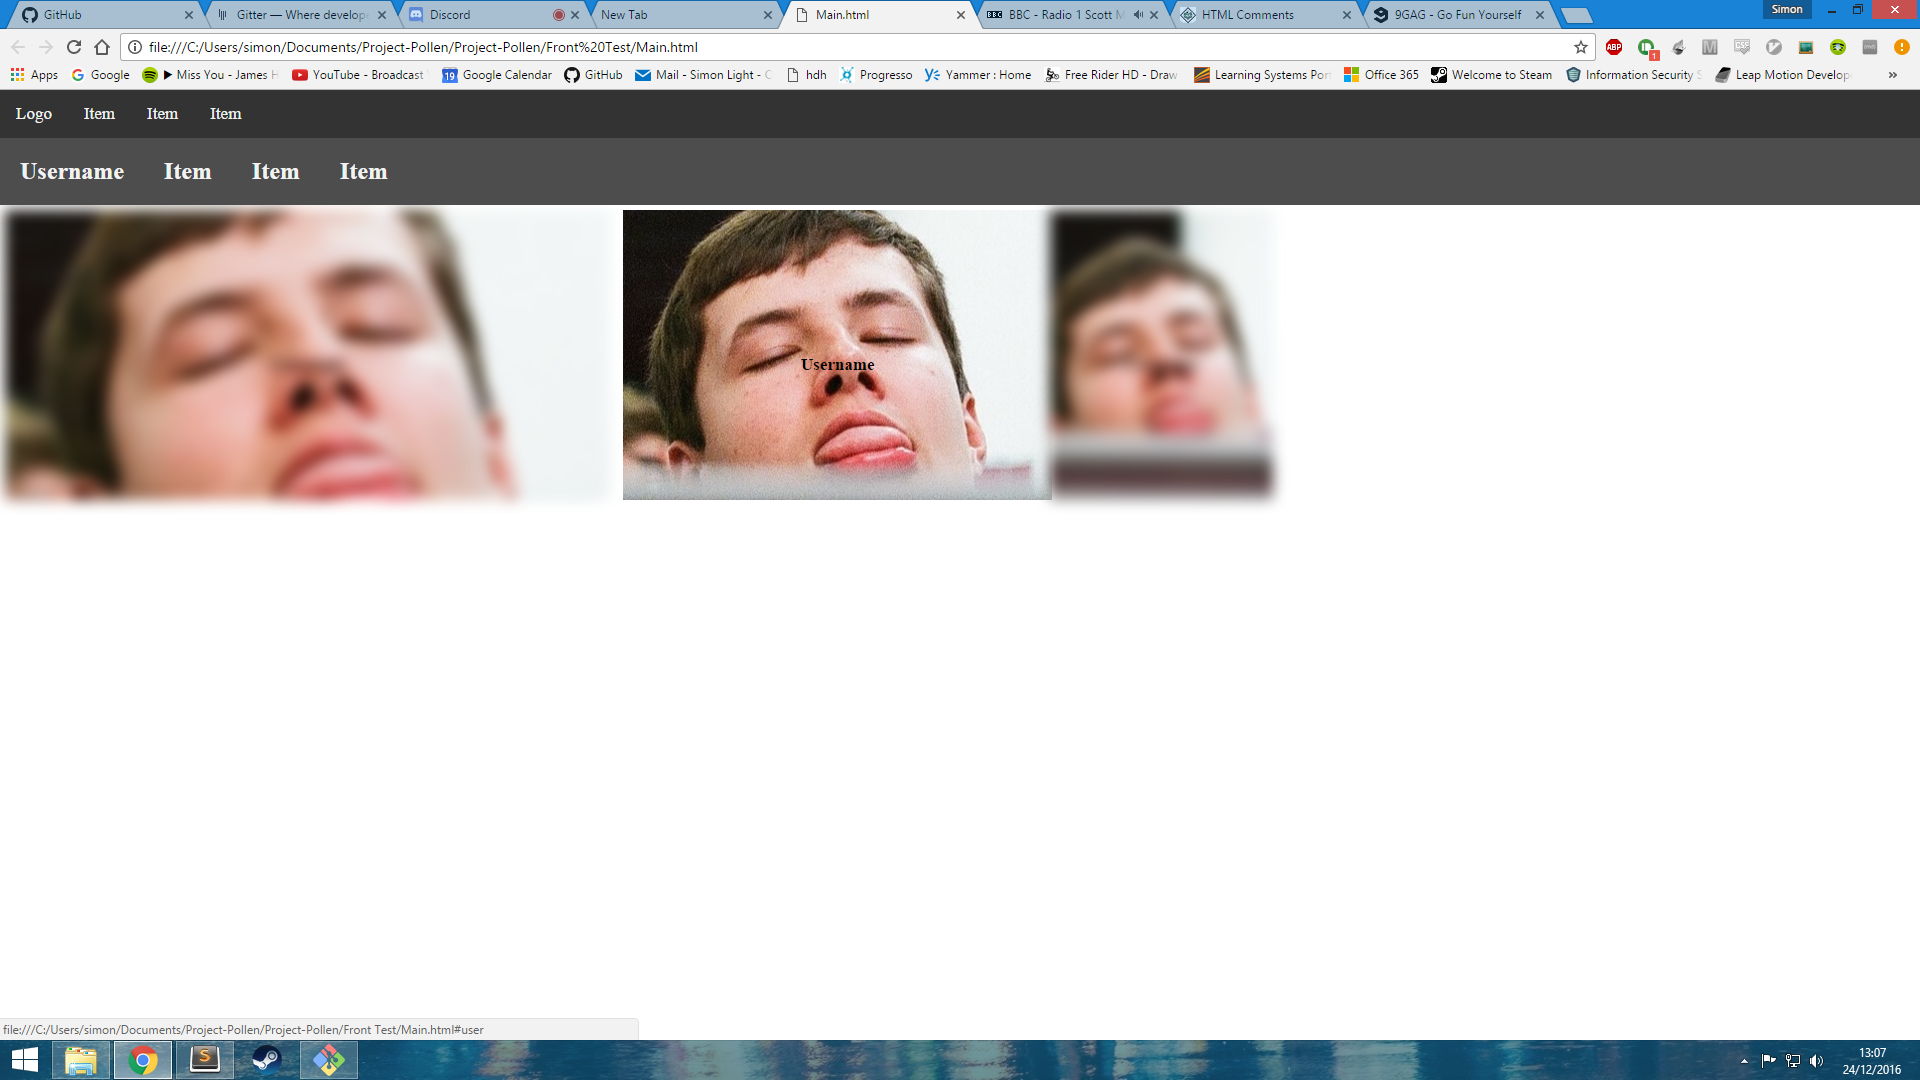 GitHub
Gitter — Where develop
Discord
New Tab
Main.html
BBC - Radio 1 Scott M
HTML Comments
9GAG - Go Fun Yourself
Simon
file:///C:/Users/simon/Documents/Project-Pollen/Project-Pollen/Front%20Test/Main.html
ABP
1
Apps
Google
▶ Miss You - James H
YouTube - Broadcast
19
Google Calendar
GitHub
Mail - Simon Light - C
hdh
Progresso
Yammer : Home
Free Rider HD - Draw
Learning Systems Port
Office 365
Welcome to Steam
Information Security S
Leap Motion Develop
»
Logo Item Item Item
Username Item Item Item
Username
file:///C:/Users/simon/Documents/Project-Pollen/Project-Pollen/Front Test/Main.html#user
13:07
24/12/2016